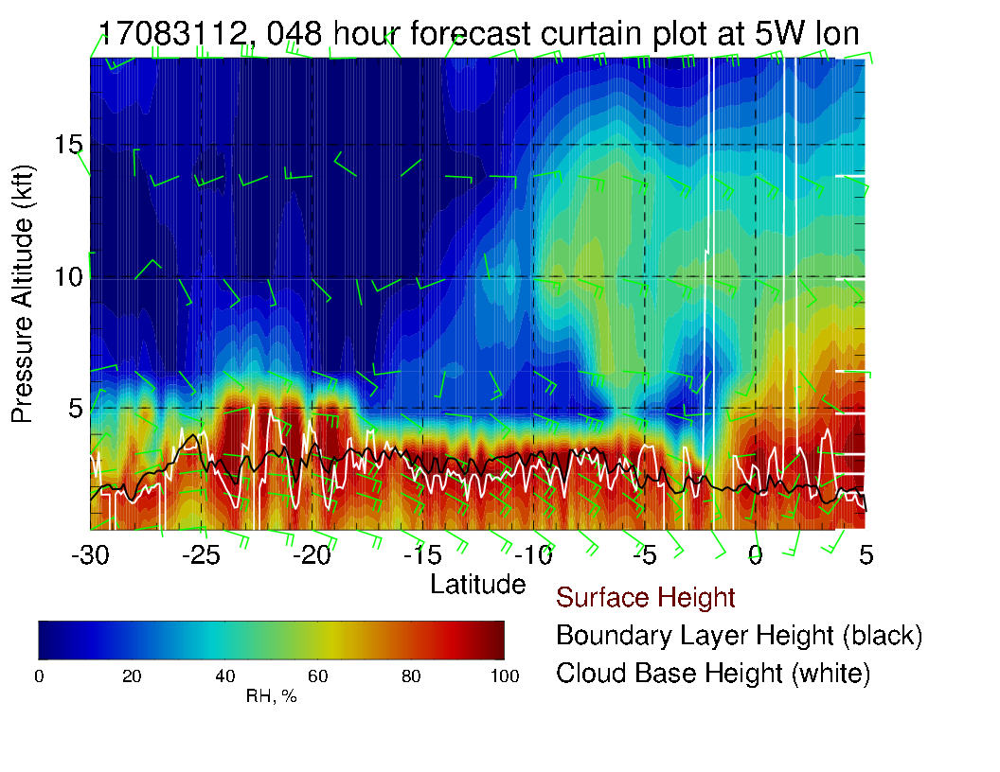 17083112, 048 hour forecast curtain plot at 5W lon
Pressure Altitude (kft)
15
10
5
-30 -25 -20 -15 -10 -5 0 5
Latitude
Surface Height
Boundary Layer Height (black)
Cloud Base Height (white)
0 20 40 60 80 100
RH, %